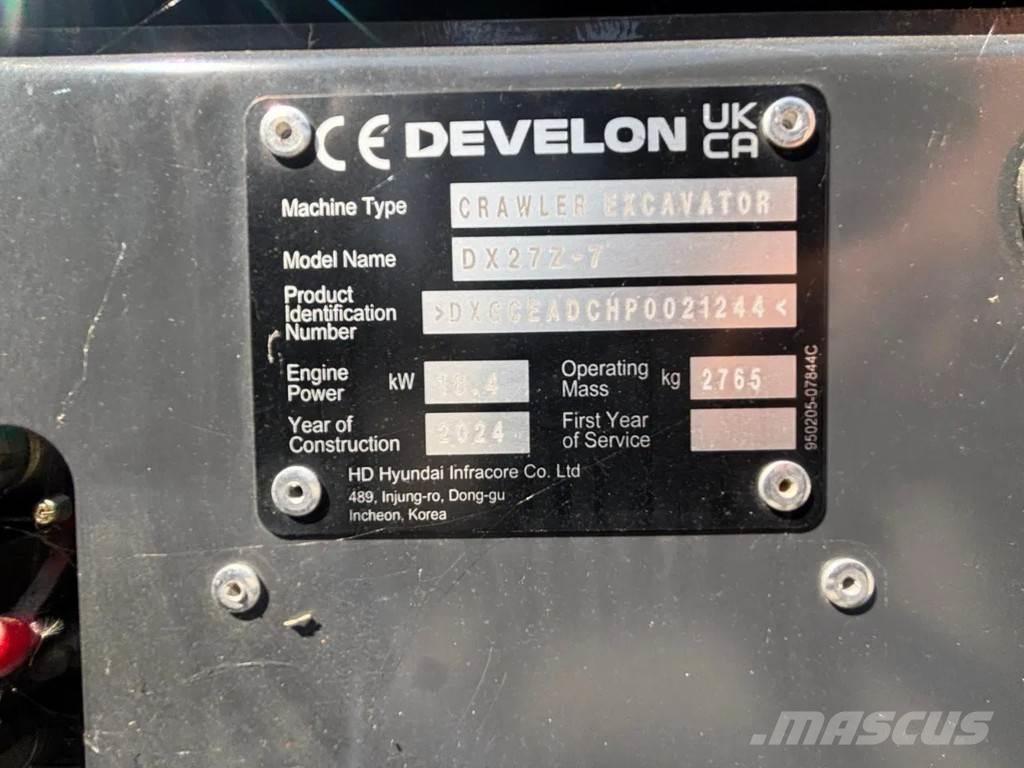 CE DEVELON UK CA
Machine Type CRAWLER EXCAVATOR
Model Name DX27Z-7
Product
Identification
Number >DXCCEADCHP0021244<
Engine
Power kW 18.4
Operating
Mass kg 2765
Year of
Construction 2024
First Year
of Service
950205-07844C
HD Hyundai Infracore Co. Ltd
489, Injung-ro, Dong-gu
Incheon, Korea
MASCUS